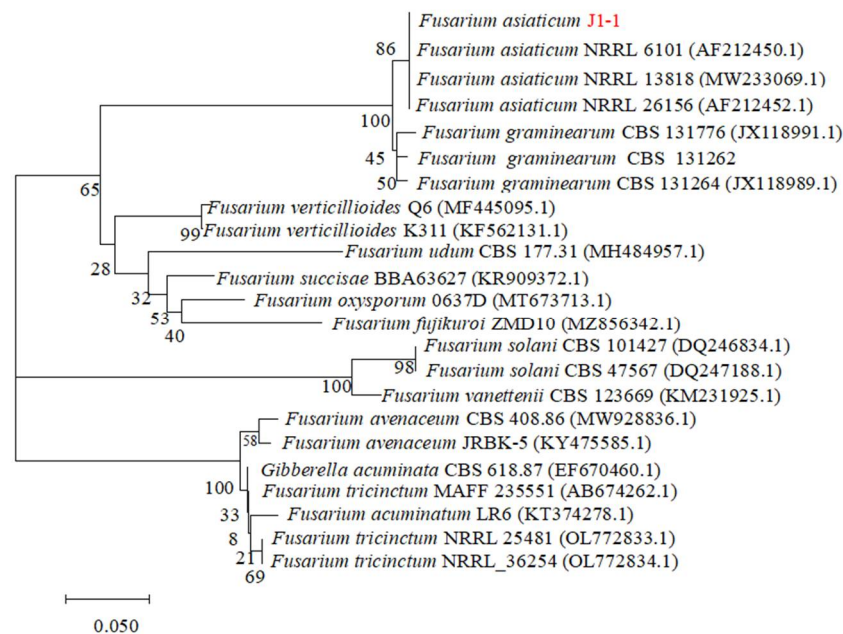 Fusarium asiaticum J1-1
86
Fusarium asiaticum NRRL 6101 (AF212450.1)
Fusarium asiaticum NRRL 13818 (MW233069.1)
Fusarium asiaticum NRRL 26156 (AF212452.1)
100
Fusarium graminearum CBS 131776 (JX118991.1)
45
Fusarium graminearum CBS 131262
50
Fusarium graminearum CBS 131264 (JX118989.1)
65
Fusarium verticillioides Q6 (MF445095.1)
99
Fusarium verticillioides K311 (KF562131.1)
Fusarium udum CBS 177.31 (MH484957.1)
28
Fusarium succisae BBA63627 (KR909372.1)
32
Fusarium oxysporum 0637D (MT673713.1)
53
Fusarium fujikuroi ZMD10 (MZ856342.1)
40
Fusarium solani CBS 101427 (DQ246834.1)
98
Fusarium solani CBS 47567 (DQ247188.1)
100
Fusarium vanettenii CBS 123669 (KM231925.1)
Fusarium avenaceum CBS 408.86 (MW928836.1)
58
Fusarium avenaceum JRBK-5 (KY475585.1)
Gibberella acuminata CBS 618.87 (EF670460.1)
100
Fusarium tricinctum MAFF 235551 (AB674262.1)
33
Fusarium acuminatum LR6 (KT374278.1)
8
Fusarium tricinctum NRRL 25481 (OL772833.1)
21
Fusarium tricinctum NRRL_36254 (OL772834.1)
69
0.050